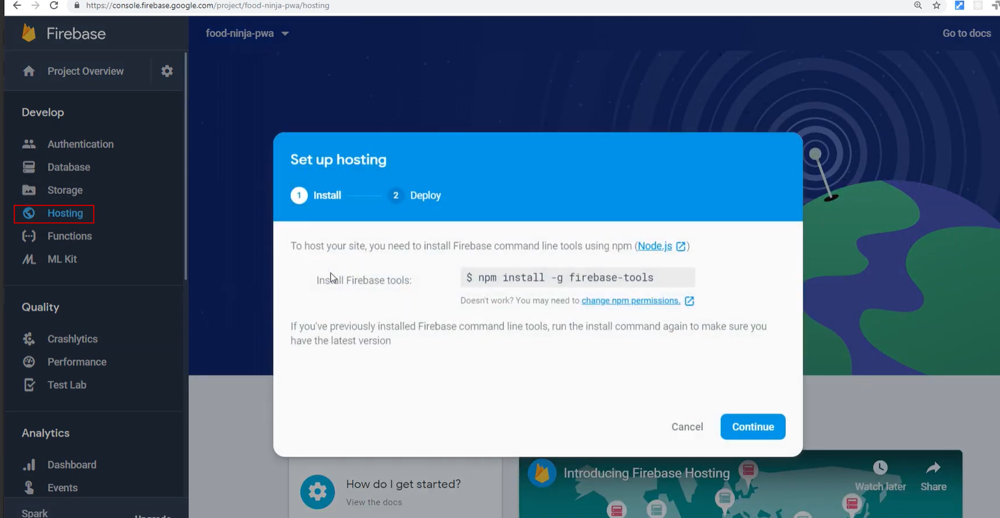 https://console.firebase.google.com/project/food-ninja-pwa/hosting
Firebase
food-ninja-pwa
Go to docs
Project Overview
Develop
Authentication
Database
Storage
Hosting
Functions
ML Kit
Quality
Crashlytics
Performance
Test Lab
Analytics
Dashboard
Events
Spark
Upgrade
Set up hosting
1 Install
2 Deploy
To host your site, you need to install Firebase command line tools using npm (Node.js)
Install Firebase tools:
$ npm install -g firebase-tools
Doesn't work? You may need to change npm permissions.
If you've previously installed Firebase command line tools, run the install command again to make sure you
have the latest version
Cancel
Continue
How do I get started?
View the docs
Introducing Firebase Hosting
Watch later
Share